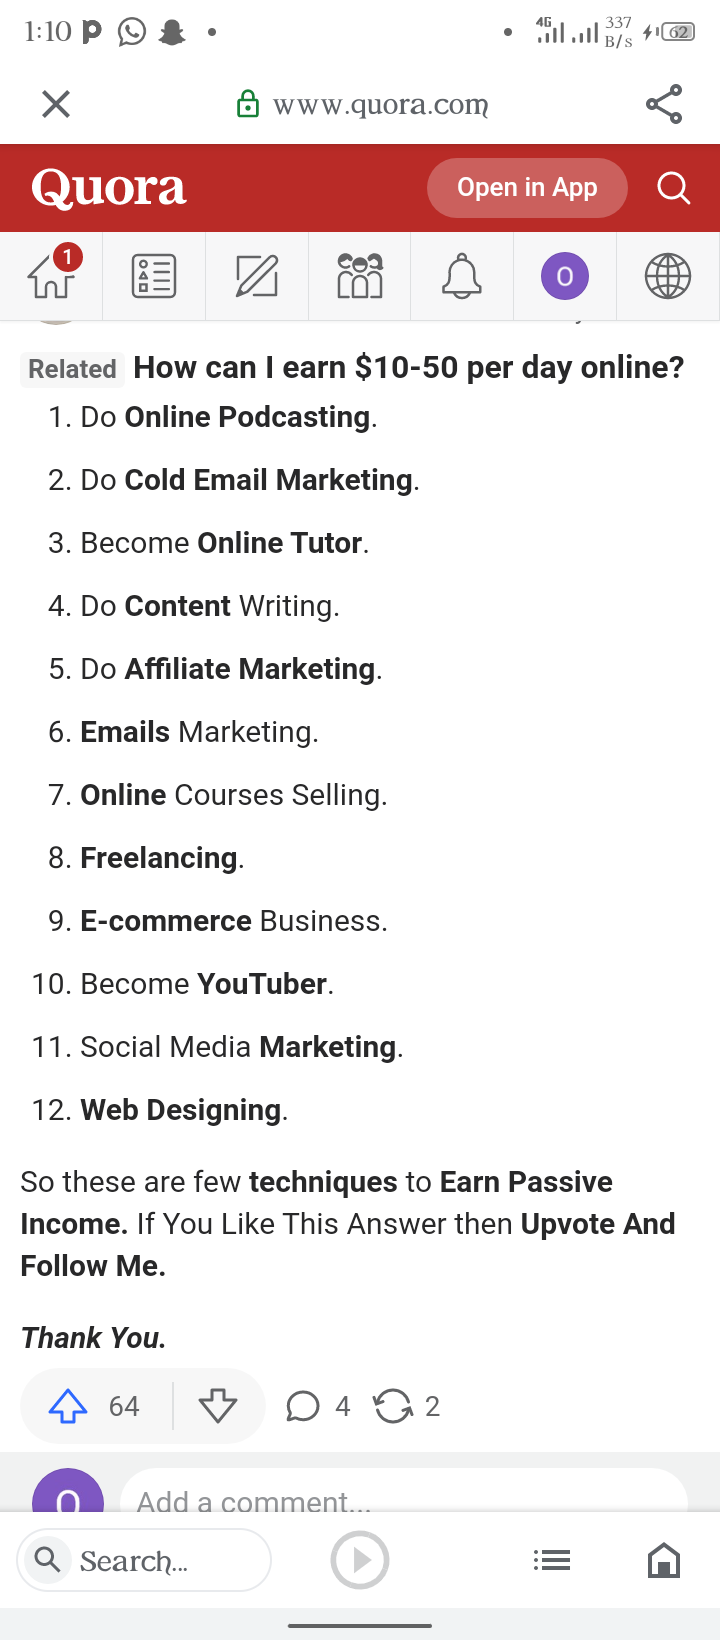 1:10
4G 337 B/s 62
www.quora.com
Quora Open in App
1
O
Related How can I earn $10-50 per day online?
1. Do Online Podcasting.
2. Do Cold Email Marketing.
3. Become Online Tutor.
4. Do Content Writing.
5. Do Affiliate Marketing.
6. Emails Marketing.
7. Online Courses Selling.
8. Freelancing.
9. E-commerce Business.
10. Become YouTuber.
11. Social Media Marketing.
12. Web Designing.
So these are few techniques to Earn Passive
Income. If You Like This Answer then Upvote And
Follow Me.
Thank You.
64 4 2
O Add a comment...
Search...